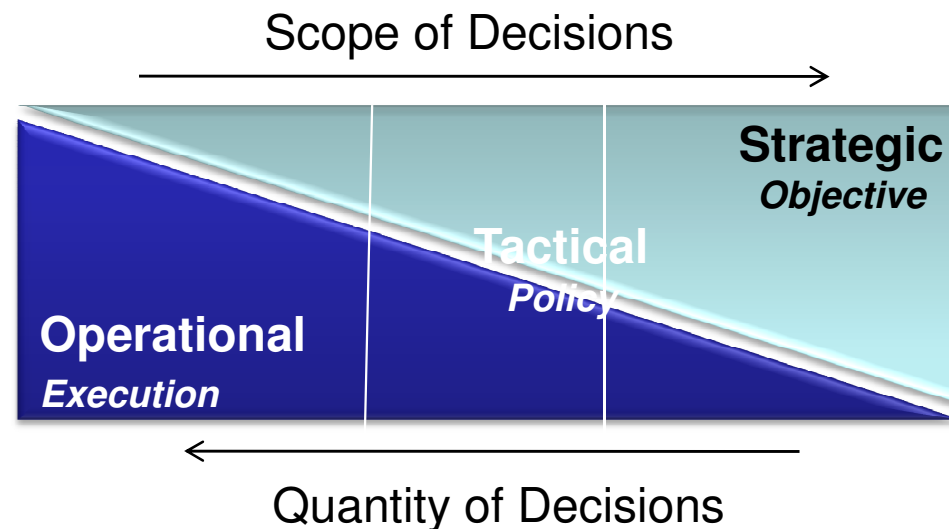 Scope of Decisions
Strategic
Objective
Tactical
Policy
Operational
Execution
Quantity of Decisions